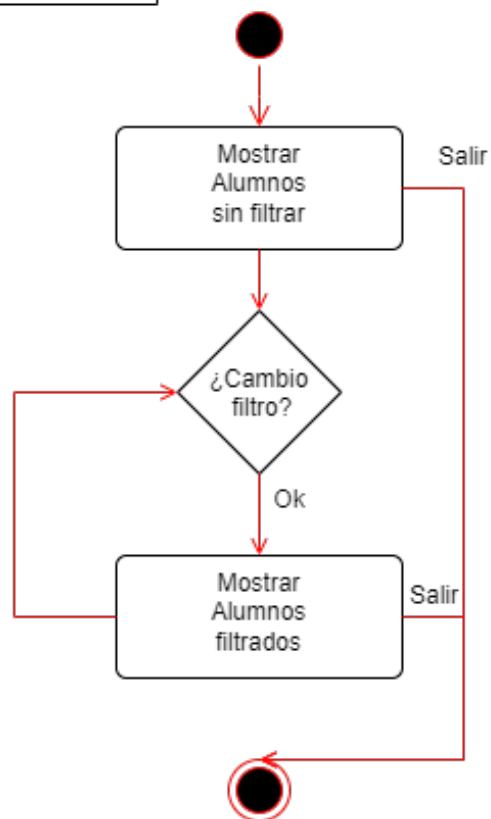 Mostrar
Alumnos
sin filtrar
Salir
¿Cambio
filtro?
Ok
Mostrar
Alumnos
filtrados
Salir